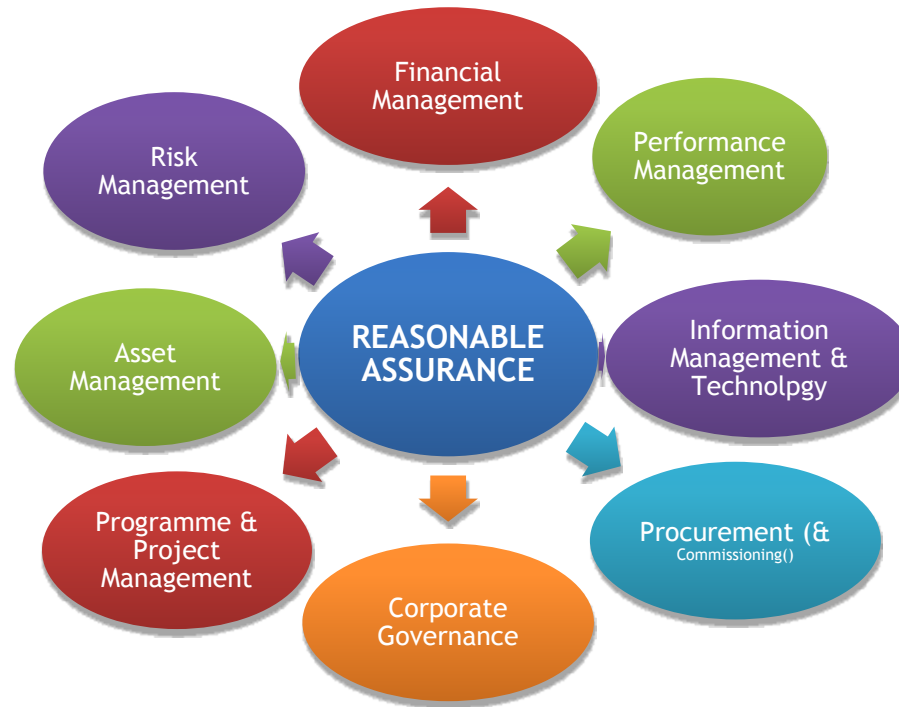 Financial
Management
Performance
Management
Risk
Management
REASONABLE
ASSURANCE
Information
Management &
Technolpgy
Asset
Management
Procurement (&
Commissioning()
Programme &
Project
Management
Corporate
Governance